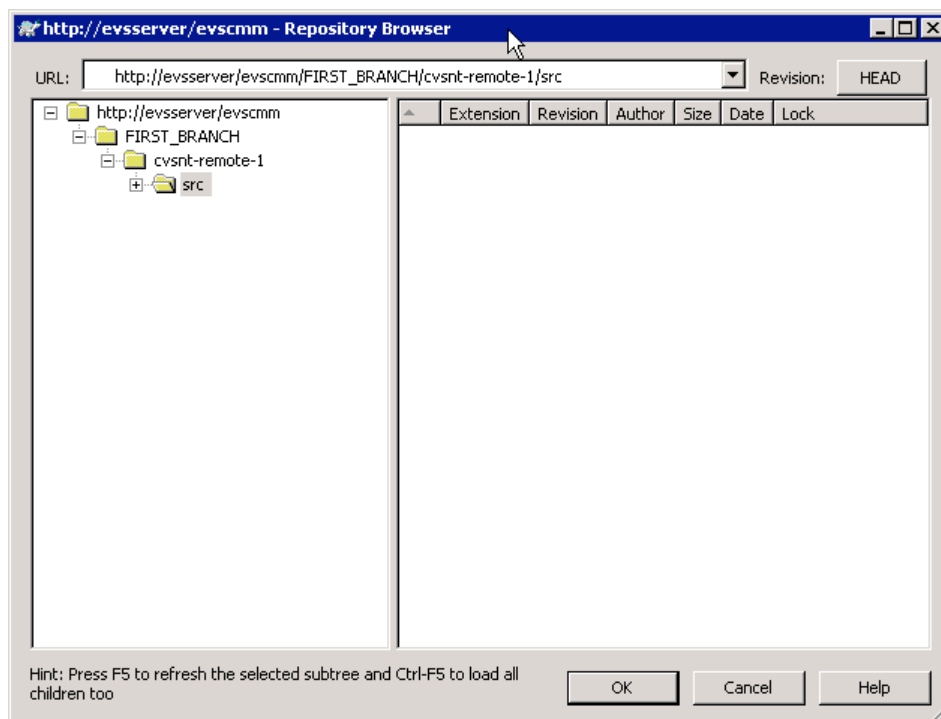 http://evsserver/evscmm - Repository Browser
URL: http://evsserver/evscmm/FIRST_BRANCH/cvsnt-remote-1/src Revision: HEAD
http://evsserver/evscmm
FIRST_BRANCH
cvsnt-remote-1
src
Extension Revision Author Size Date Lock
Hint: Press F5 to refresh the selected subtree and Ctrl-F5 to load all
children too
OK Cancel Help